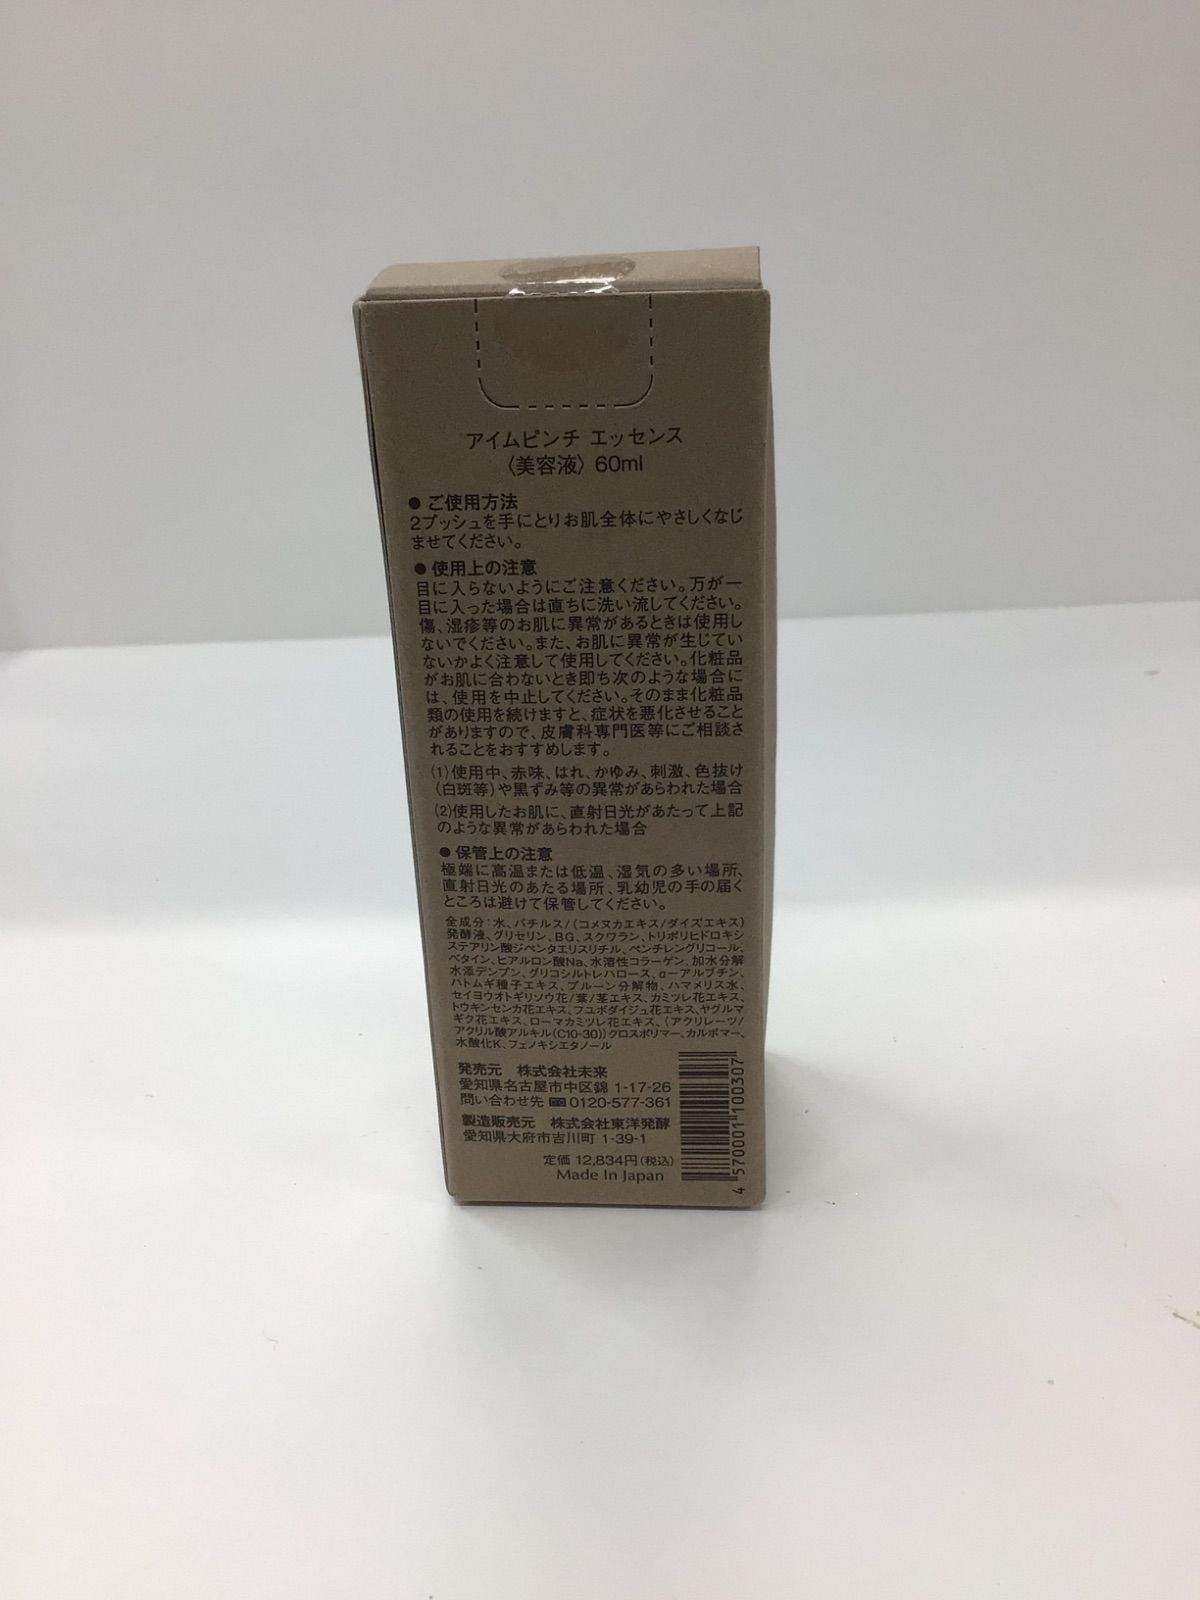 アイムピンチ エッセンス
〈美容液〉 60ml
● ご使用方法
2プッシュを手にとりお肌全体にやさしくなじ
ませてください。
● 使用上の注意
目に入らないようにご注意ください。万が一
目に入った場合は直ちに洗い流してください。
傷、湿疹等のお肌に異常があるときは使用し
ないでください。また、お肌に異常が生じてい
ないかよく注意して使用してください。化粧品
がお肌に合わないとき即ち次のような場合に
は、使用を中止してください。そのまま化粧品
類の使用を続けますと、症状を悪化させること
がありますので、皮膚科専門医等にご相談さ
れることをおすすめします。
(1)使用中、赤味、はれ、かゆみ、刺激、色抜け
(白斑等)や黒ずみ等の異常があらわれた場合
(2)使用したお肌に、直射日光があたって上記
のような異常があらわれた場合
● 保管上の注意
極端に高温または低温、湿気の多い場所、
直射日光のあたる場所、乳幼児の手の届く
ところは避けて保管してください。
全成分:水、バチルス/(コメヌカエキス/ダイズエキス)
発酵液、グリセリン、BG、スクワラン、トリポリヒドロキシ
ステアリン酸ジペンタエリスリチル、ペンチレングリコール、
ベタイン、ヒアルロン酸Na、水溶性コラーゲン、加水分解
水添デンプン、グリコシルトレハロース、α-アルブチン、
ハトムギ種子エキス、プルーン分解物、ハマメリス水、
セイヨウオトギリソウ花/葉/茎エキス、カミツレ花エキス、
トウキンセンカ花エキス、フユボダイジュ花エキス、ヤグルマ
ギク花エキス、ローマカミツレ花エキス、(アクリレーツ/
アクリル酸アルキル(C10-30))クロスポリマー、カルボマー、
水酸化K、フェノキシエタノール
発売元 株式会社未来
愛知県名古屋市中区錦 1-17-26
問い合わせ先 0120-577-361
製造販売元 株式会社東洋発酵
愛知県大府市吉川町 1-39-1
定価 12,834円(税込)
Made In Japan
4 570001 100307